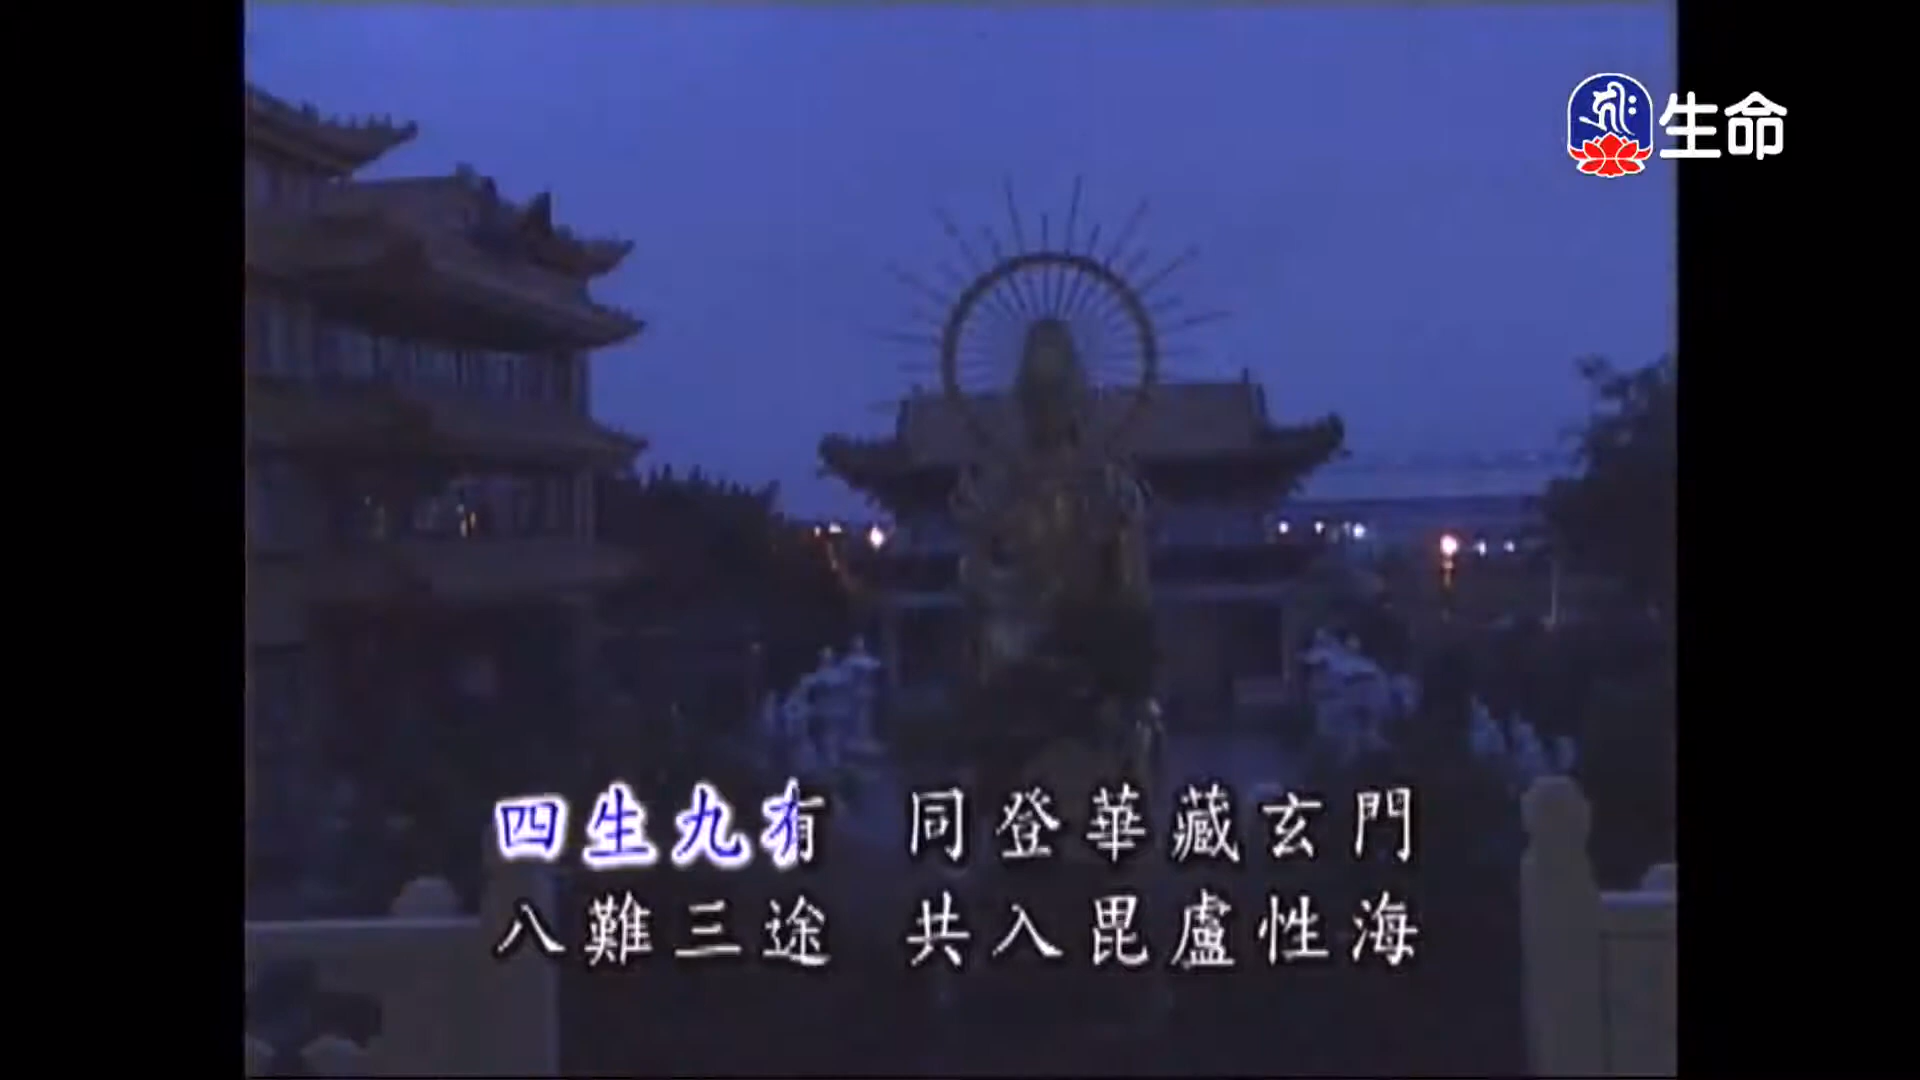 生命
四生九有 同登華藏玄門
八難三途 共入毘盧性海